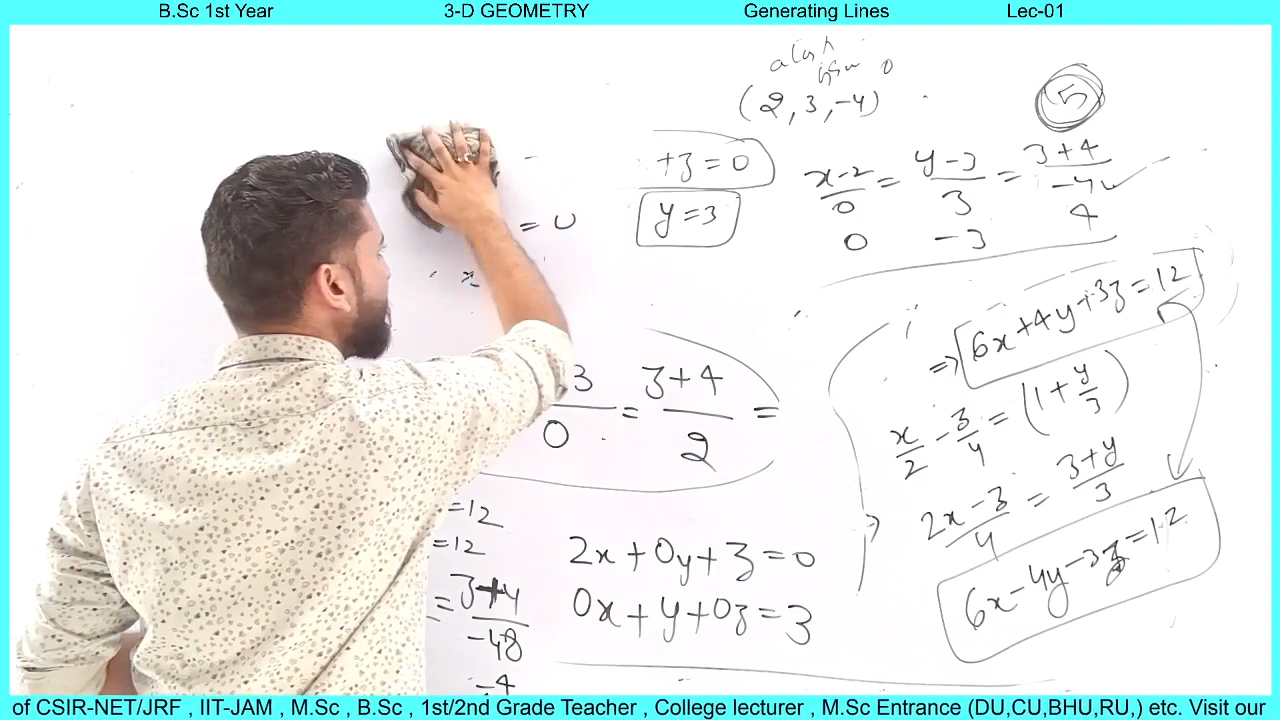 B.Sc 1st Year 3-D GEOMETRY Generating Lines Lec-01
(2, 3, -4)
5
+z = 0
y = 3
= 0
x-2/0 = y-3/3 = z+4/-4
0 -3 4
=> 6x+4y+3z=12
3/0 = z+4/2 =
x/2 - 3/4 = (1 + y/3)
2x-3/4 = 3+y/3
6x-4y-3z=12
=12
=12
= z+4/-48
-4
2x+0y+z=0
0x+y+0z=3
of CSIR-NET/JRF , IIT-JAM , M.Sc , B.Sc , 1st/2nd Grade Teacher , College lecturer , M.Sc Entrance (DU,CU,BHU,RU,) etc. Visit our